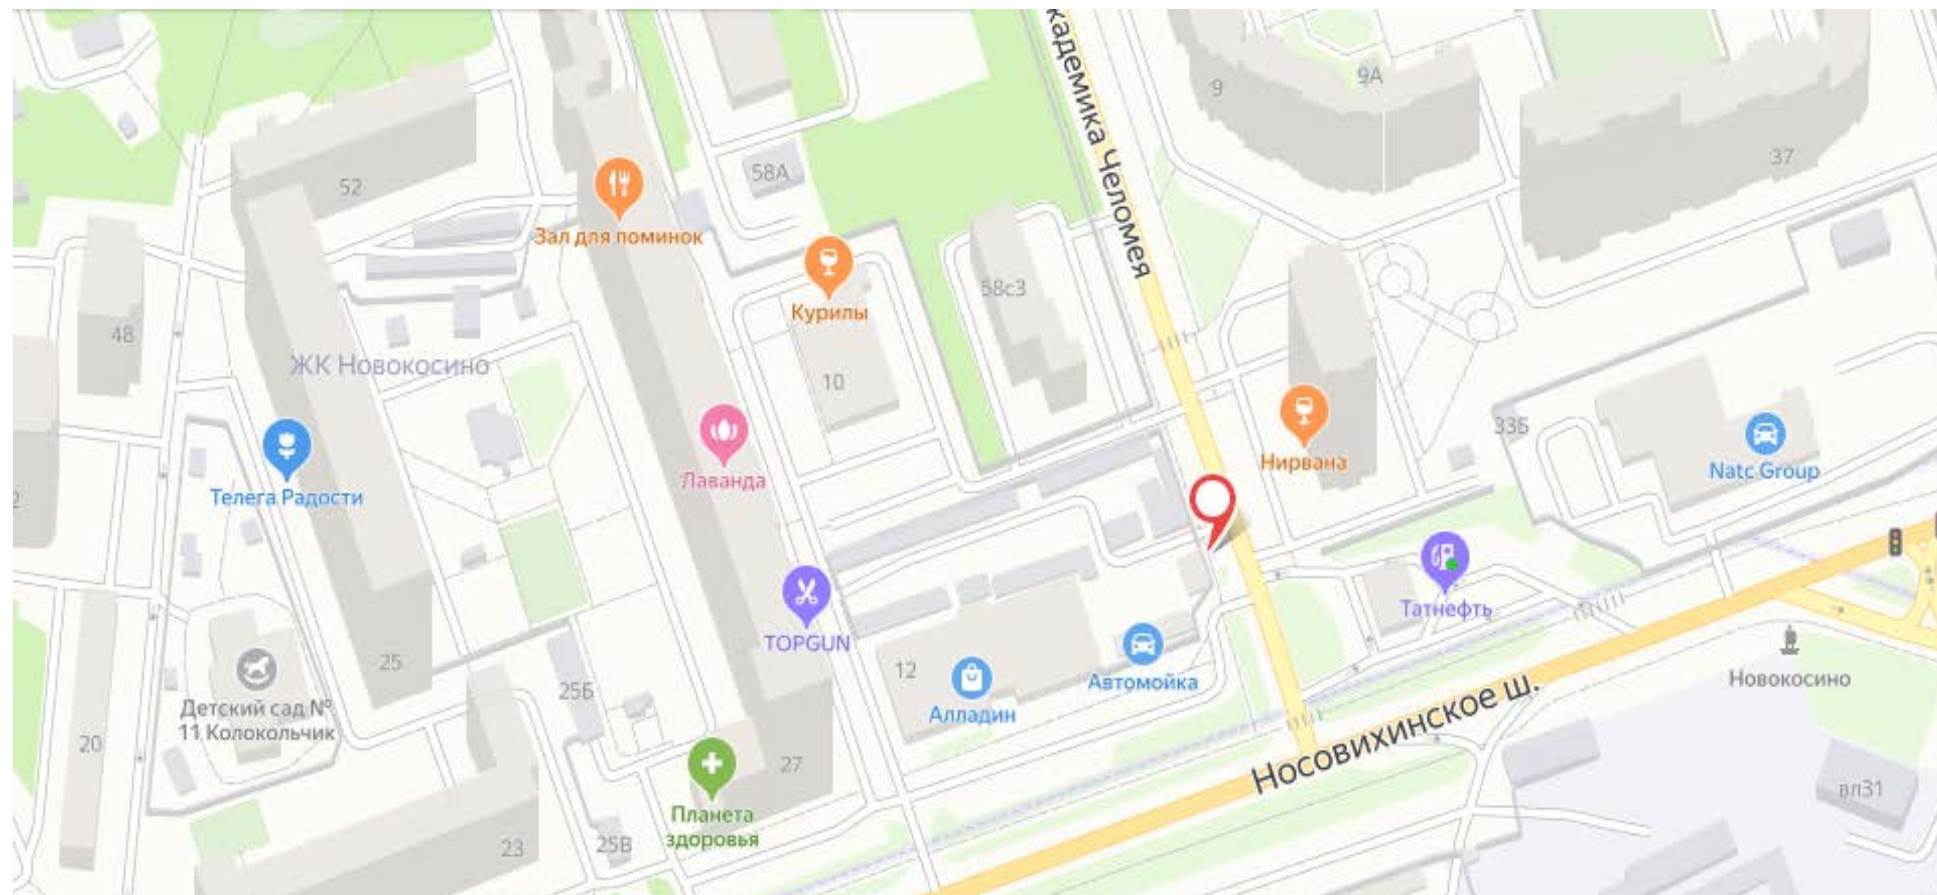 кадемика Челомея
9
9А
37
58А
52
Зал для поминок
58с3
Курилы
48
ЖК Новокосино
10
33Б
Нирвана
Natc Group
Лаванда
Телега Радости
2
Татнефть
TOPGUN
25
12
25Б
Автомойка
Новокосино
Алладин
Детский сад №
11 Колокольчик
Носовихинское ш.
20
27
вл31
Планета
здоровья
23
25В